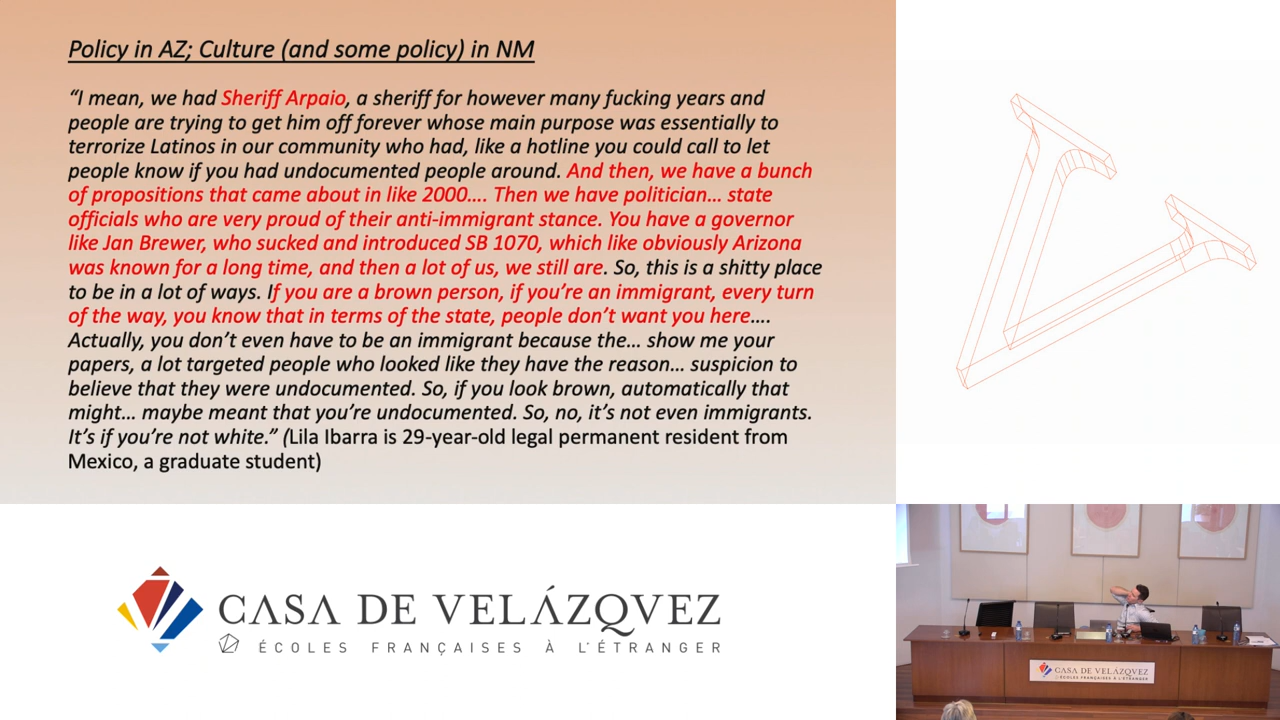 Policy in AZ; Culture (and some policy) in NM
“I mean, we had Sheriff Arpaio, a sheriff for however many fucking years and
people are trying to get him off forever whose main purpose was essentially to
terrorize Latinos in our community who had, like a hotline you could call to let
people know if you had undocumented people around. And then, we have a bunch
of propositions that came about in like 2000…. Then we have politician… state
officials who are very proud of their anti-immigrant stance. You have a governor
like Jan Brewer, who sucked and introduced SB 1070, which like obviously Arizona
was known for a long time, and then a lot of us, we still are. So, this is a shitty place
to be in a lot of ways. If you are a brown person, if you’re an immigrant, every turn
of the way, you know that in terms of the state, people don’t want you here….
Actually, you don’t even have to be an immigrant because the… show me your
papers, a lot targeted people who looked like they have the reason… suspicion to
believe that they were undocumented. So, if you look brown, automatically that
might… maybe meant that you’re undocumented. So, no, it’s not even immigrants.
It’s if you’re not white.” (Lila Ibarra is 29-year-old legal permanent resident from
Mexico, a graduate student)
CASA DE VELÁZQVEZ
ÉCOLES FRANÇAISES À L'ÉTRANGER
CASA DE VELÁZQVEZ
ÉCOLES FRANÇAISES À L'ÉTRANGER